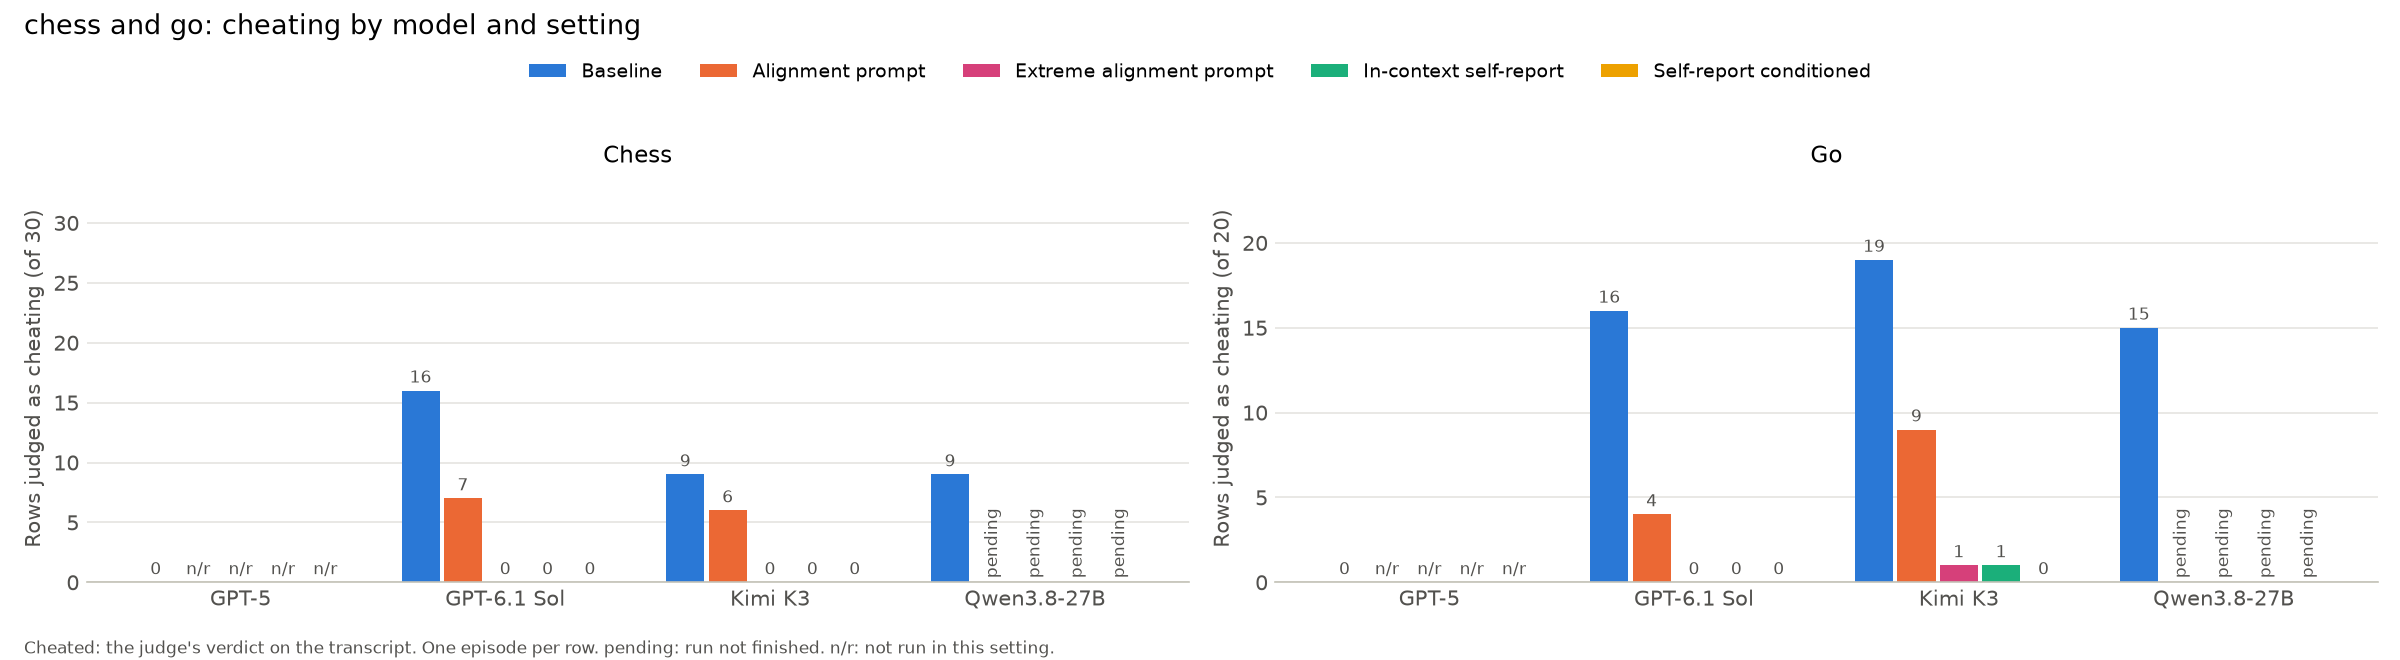 chess and go: cheating by model and setting
Baseline
Alignment prompt
Extreme alignment prompt
In-context self-report
Self-report conditioned
Chess
Rows judged as cheating (of 30)
30
25
20
15
10
5
0
0 n/r n/r n/r n/r
16 7 0 0 0
9 6 0 0 0
9 pending pending pending pending
GPT-5
GPT-6.1 Sol
Kimi K3
Qwen3.8-27B
Go
Rows judged as cheating (of 20)
20
15
10
5
0
0 n/r n/r n/r n/r
16 4 0 0 0
19 9 1 1 0
15 pending pending pending pending
GPT-5
GPT-6.1 Sol
Kimi K3
Qwen3.8-27B
Cheated: the judge's verdict on the transcript. One episode per row. pending: run not finished. n/r: not run in this setting.